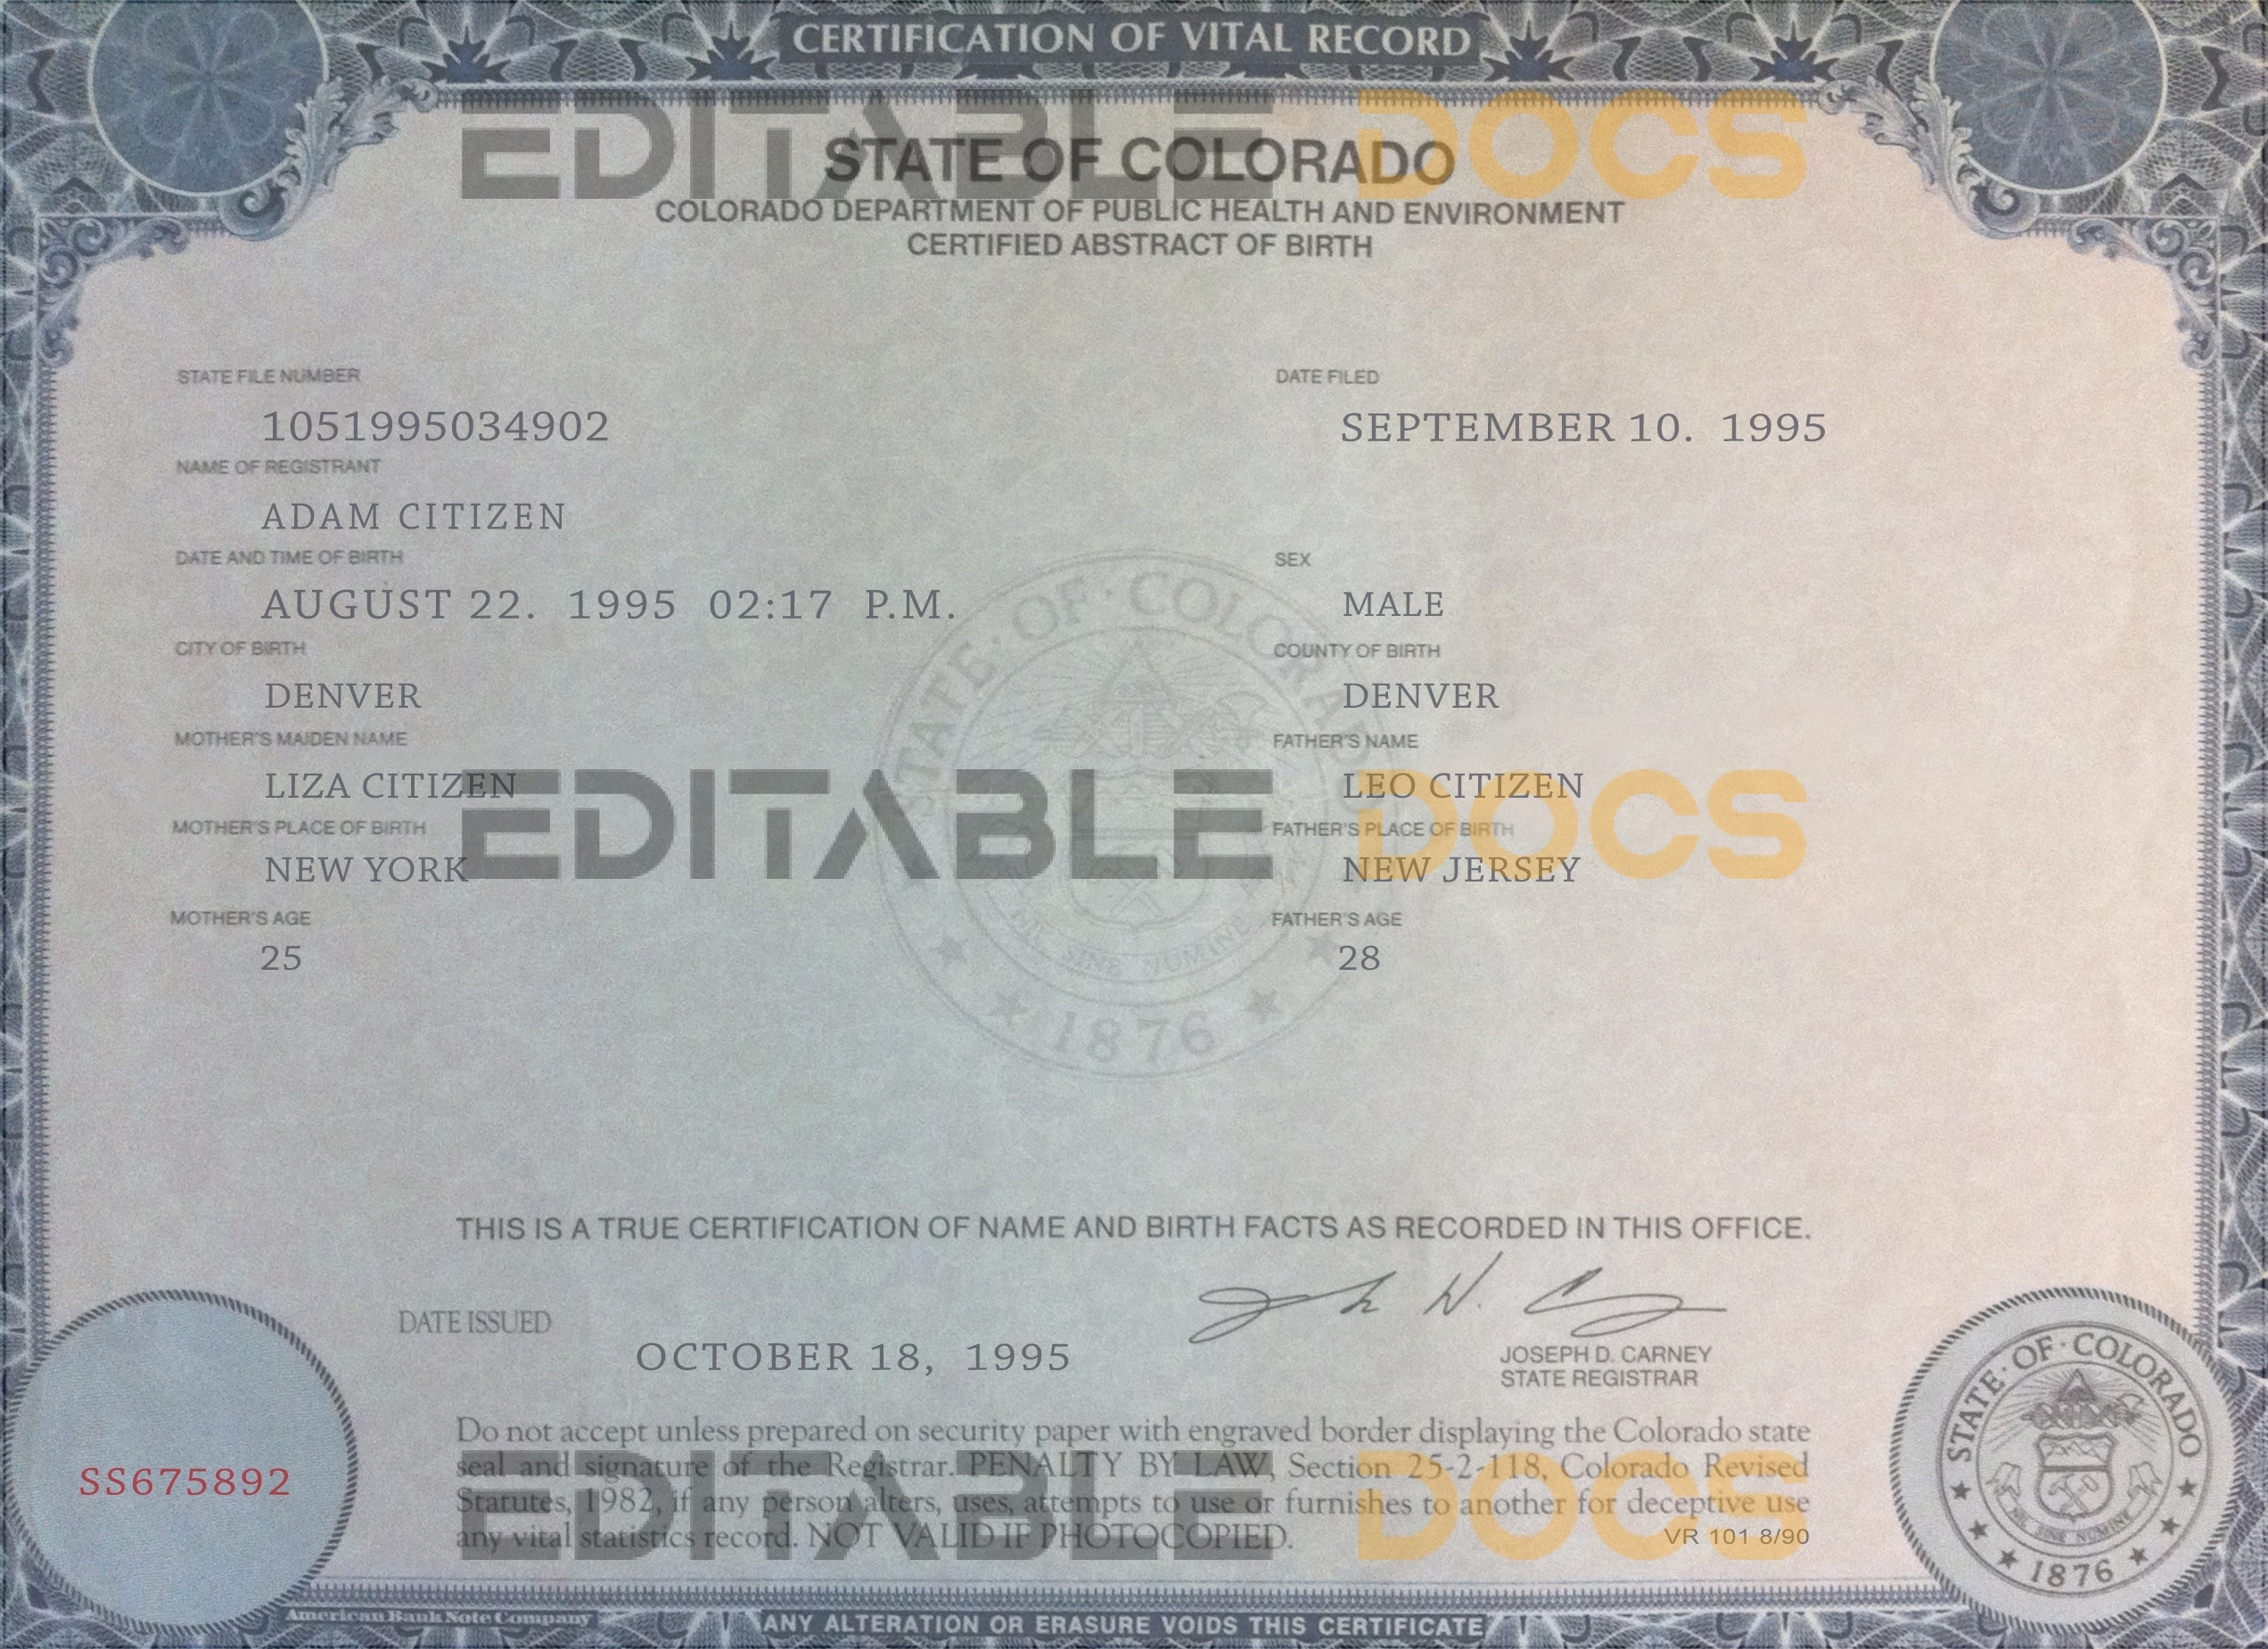 CERTIFICATION OF VITAL RECORD
EDITABLE DOCS
STATE OF COLORADO
COLORADO DEPARTMENT OF PUBLIC HEALTH AND ENVIRONMENT
CERTIFIED ABSTRACT OF BIRTH
STATE FILE NUMBER DATE FILED
1051995034902 SEPTEMBER 10. 1995
NAME OF REGISTRANT
ADAM CITIZEN
DATE AND TIME OF BIRTH SEX
AUGUST 22. 1995 02:17 P.M. MALE
CITY OF BIRTH COUNTY OF BIRTH
DENVER DENVER
MOTHER'S MAIDEN NAME FATHER'S NAME
LIZA CITIZEN LEO CITIZEN
EDITABLE DOCS
MOTHER'S PLACE OF BIRTH FATHER'S PLACE OF BIRTH
NEW YORK NEW JERSEY
MOTHER'S AGE FATHER'S AGE
25 28
STATE · OF · COLORADO
SINE NUMINE
1876
THIS IS A TRUE CERTIFICATION OF NAME AND BIRTH FACTS AS RECORDED IN THIS OFFICE.
DATE ISSUED
OCTOBER 18, 1995
JOSEPH D. CARNEY
STATE REGISTRAR
Do not accept unless prepared on security paper with engraved border displaying the Colorado state
seal and signature of the Registrar. PENALTY BY LAW, Section 25-2-118, Colorado Revised
Statutes, 1982, if any person alters, uses, attempts to use or furnishes to another for deceptive use
any vital statistics record. NOT VALID IF PHOTOCOPIED.
VR 101 8/90
EDITABLE DOCS
SS675892
STATE · OF · COLORADO
SINE NUMINE
1876
American Bank Note Company
ANY ALTERATION OR ERASURE VOIDS THIS CERTIFICATE